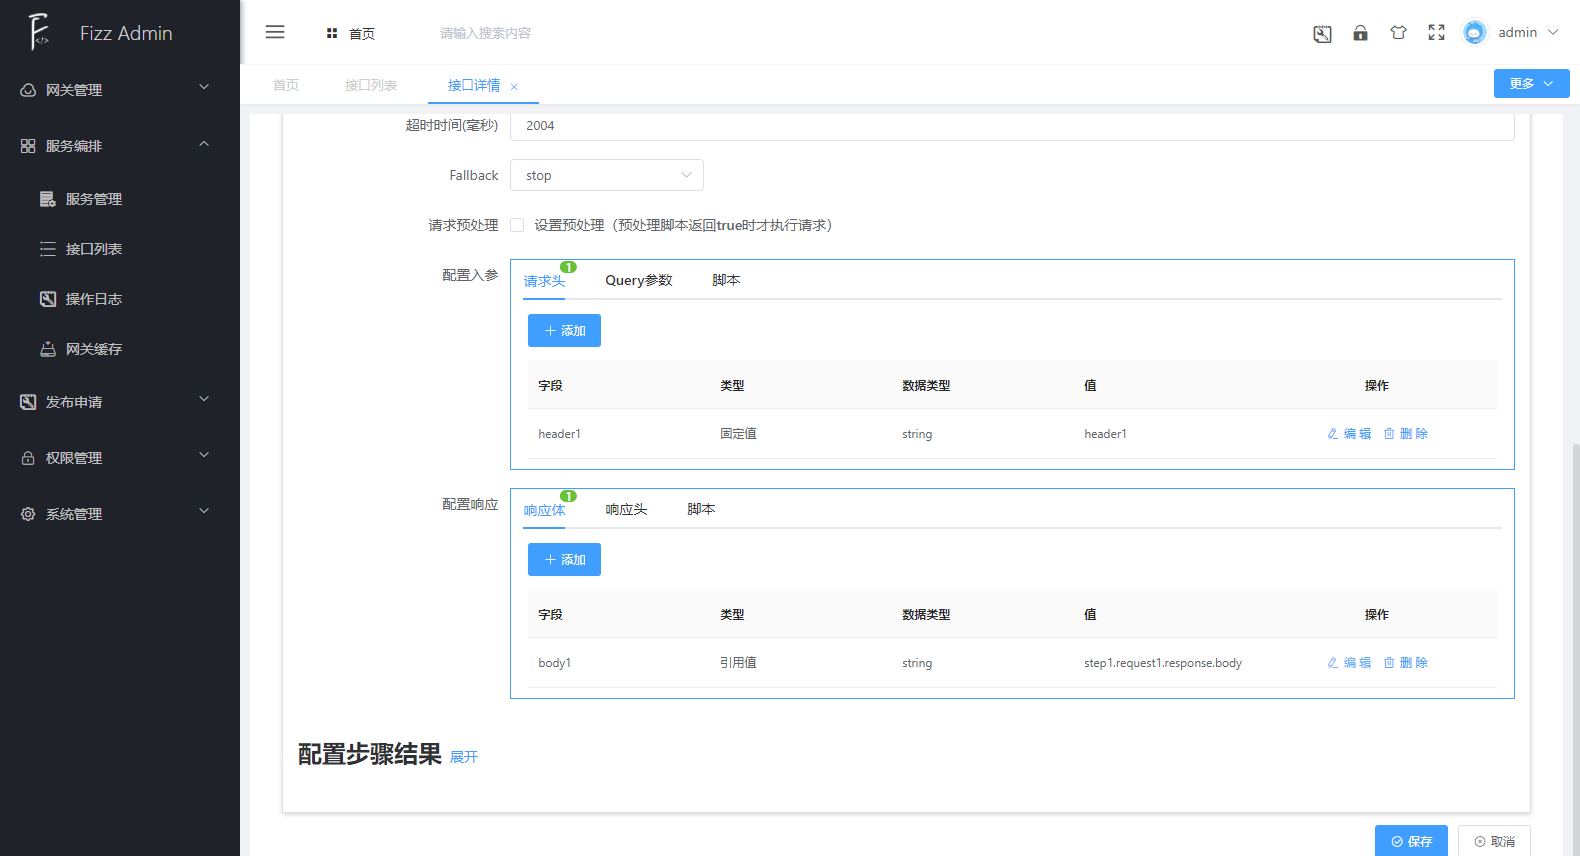 Fizz Admin
首页
请输入搜索内容
admin
首页
接口列表
接口详情
更多
网关管理
服务编排
服务管理
接口列表
操作日志
网关缓存
发布申请
权限管理
系统管理
超时时间(毫秒)
2004
Fallback
stop
请求预处理
设置预处理（预处理脚本返回true时才执行请求）
配置入参
请求头
1
Query参数
脚本
添加
字段 类型 数据类型 值 操作
header1 固定值 string header1 编 辑 删 除
配置响应
响应体
1
响应头
脚本
添加
字段 类型 数据类型 值 操作
body1 引用值 string step1.request1.response.body 编 辑 删 除
配置步骤结果 展开
保存
取消